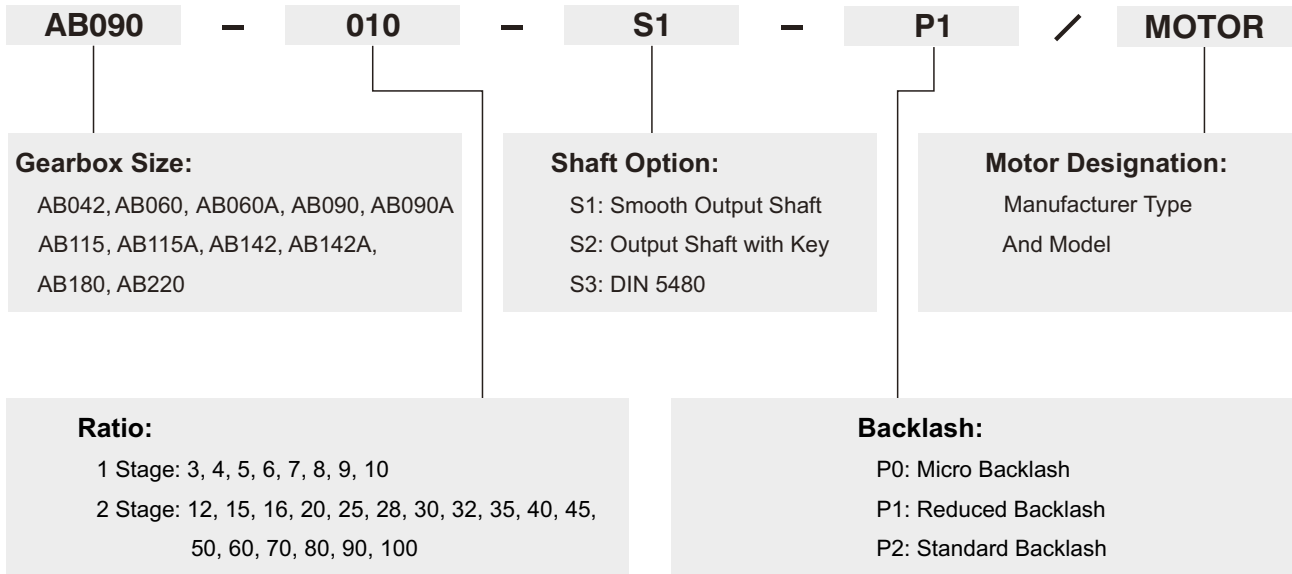 AB090 – 010 – S1 – P1 / MOTOR
Gearbox Size:
AB042, AB060, AB060A, AB090, AB090A
AB115, AB115A, AB142, AB142A,
AB180, AB220
Shaft Option:
S1: Smooth Output Shaft
S2: Output Shaft with Key
S3: DIN 5480
Motor Designation:
Manufacturer Type
And Model
Ratio:
1 Stage: 3, 4, 5, 6, 7, 8, 9, 10
2 Stage: 12, 15, 16, 20, 25, 28, 30, 32, 35, 40, 45,
50, 60, 70, 80, 90, 100
Backlash:
P0: Micro Backlash
P1: Reduced Backlash
P2: Standard Backlash